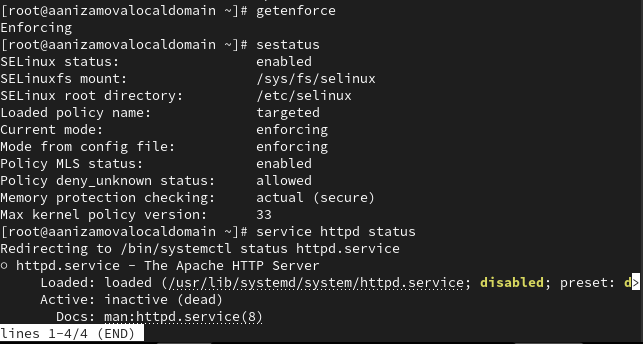 [root@aanizamovalocaldomain ~]# getenforce
Enforcing
[root@aanizamovalocaldomain ~]# sestatus
SELinux status:                 enabled
SELinuxfs mount:                /sys/fs/selinux
SELinux root directory:         /etc/selinux
Loaded policy name:             targeted
Current mode:                   enforcing
Mode from config file:          enforcing
Policy MLS status:              enabled
Policy deny_unknown status:     allowed
Memory protection checking:     actual (secure)
Max kernel policy version:      33
[root@aanizamovalocaldomain ~]# service httpd status
Redirecting to /bin/systemctl status httpd.service
○ httpd.service - The Apache HTTP Server
     Loaded: loaded (/usr/lib/systemd/system/httpd.service; disabled; preset: d>
     Active: inactive (dead)
       Docs: man:httpd.service(8)
lines 1-4/4 (END)